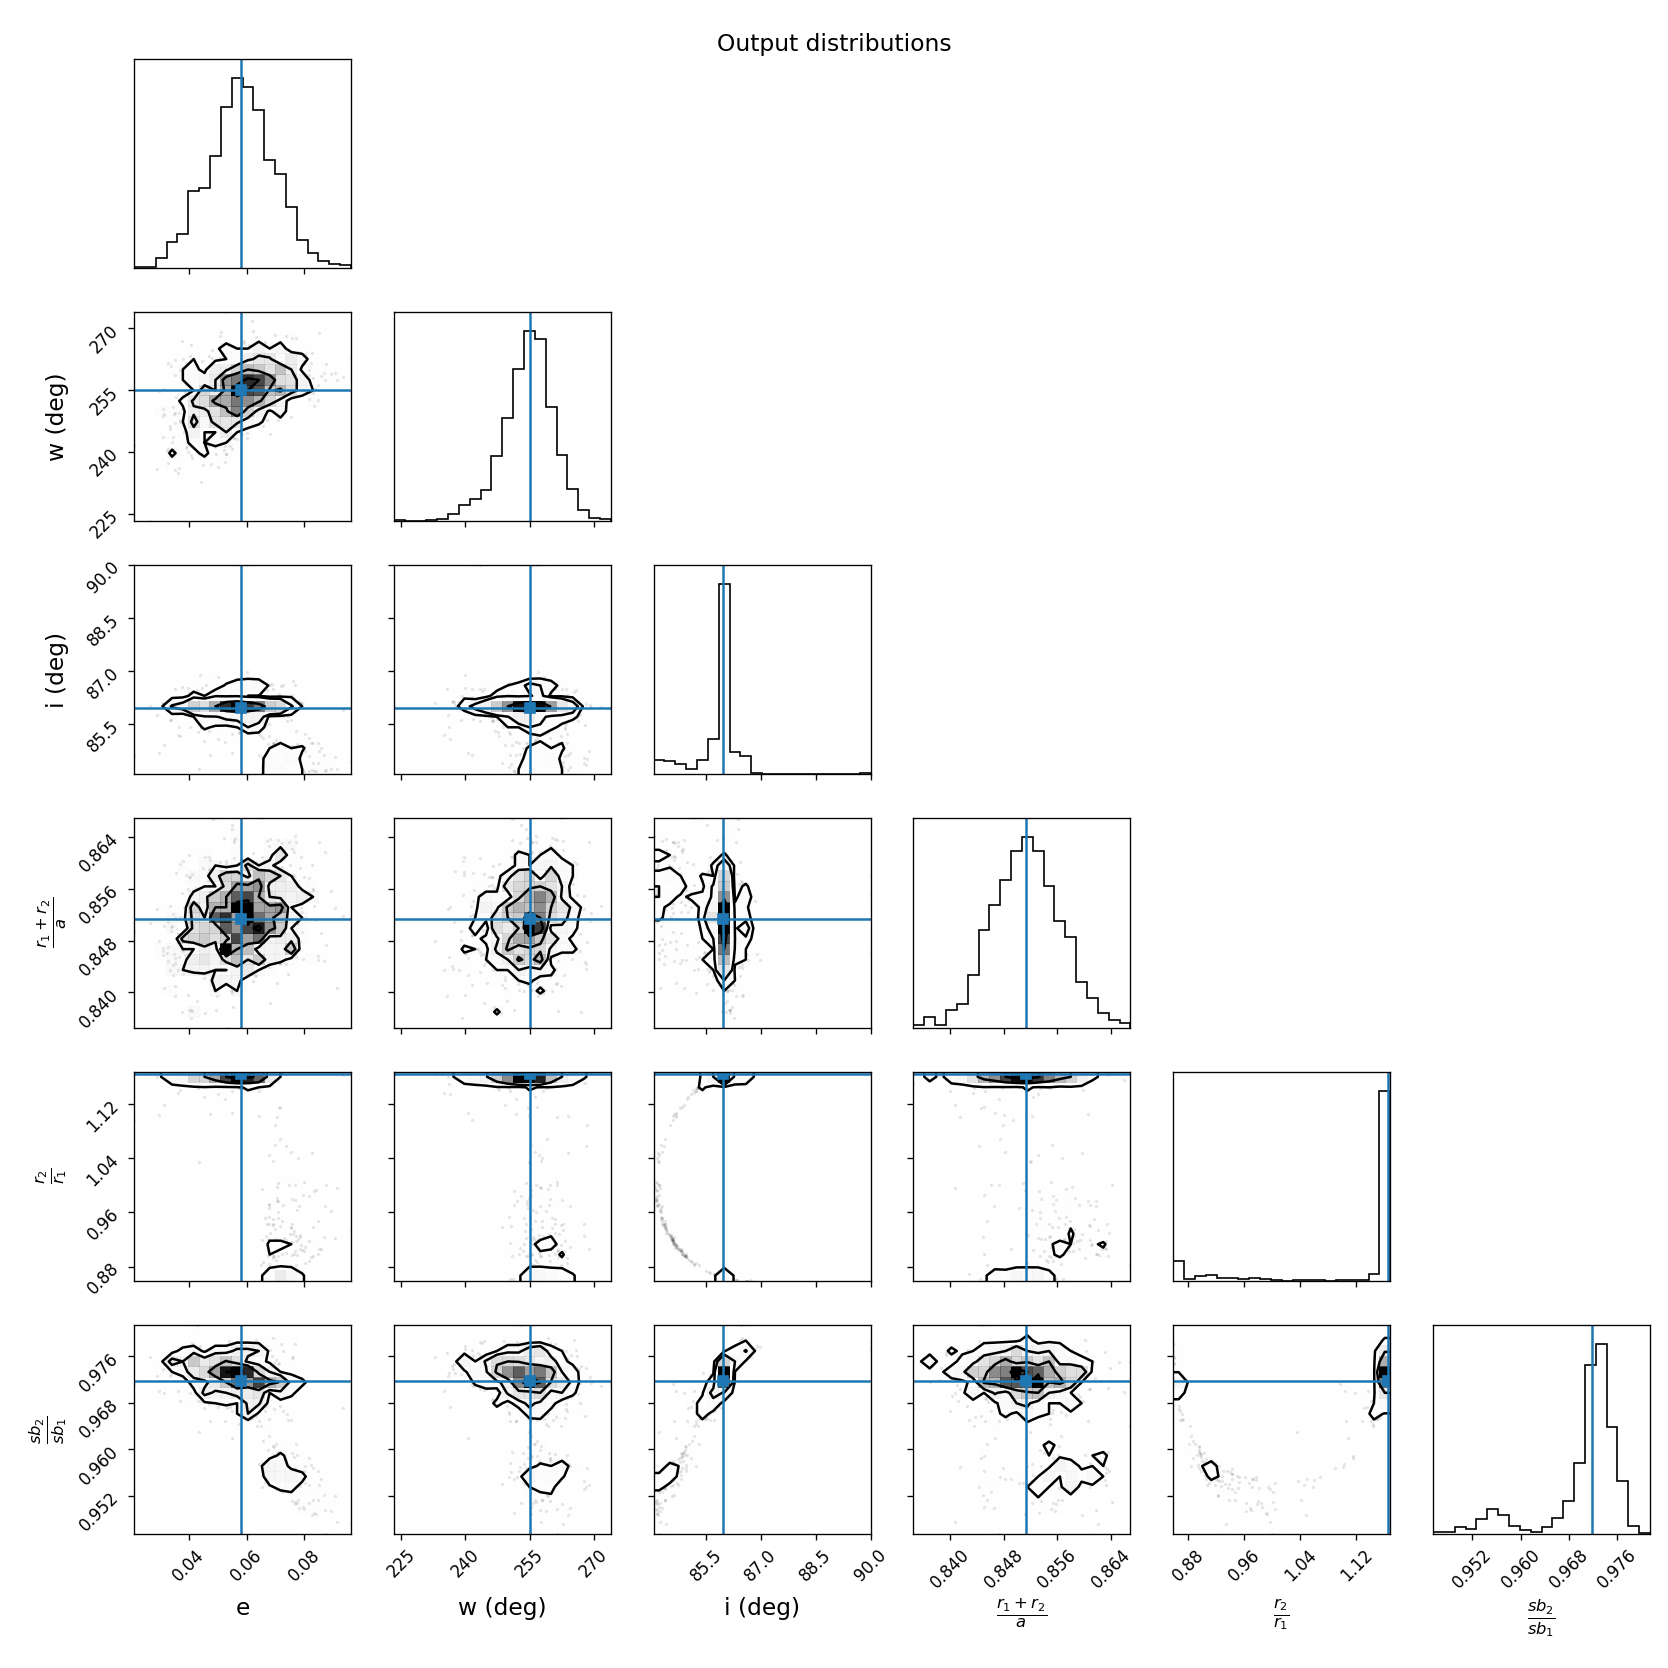 Output distributions
w (deg)
270
255
240
225
i (deg)
90.0
88.5
87.0
85.5
r₁ + r₂
a
0.864
0.856
0.848
0.840
r₂
r₁
1.12
1.04
0.96
0.88
sb₂
sb₁
0.976
0.968
0.960
0.952
0.04 0.06 0.08 225 240 255 270 85.5 87.0 88.5 90.0 0.840 0.848 0.856 0.864 0.88 0.96 1.04 1.12 0.952 0.960 0.968 0.976
e w (deg) i (deg) r₁ + r₂ r₂ sb₂
a r₁ sb₁